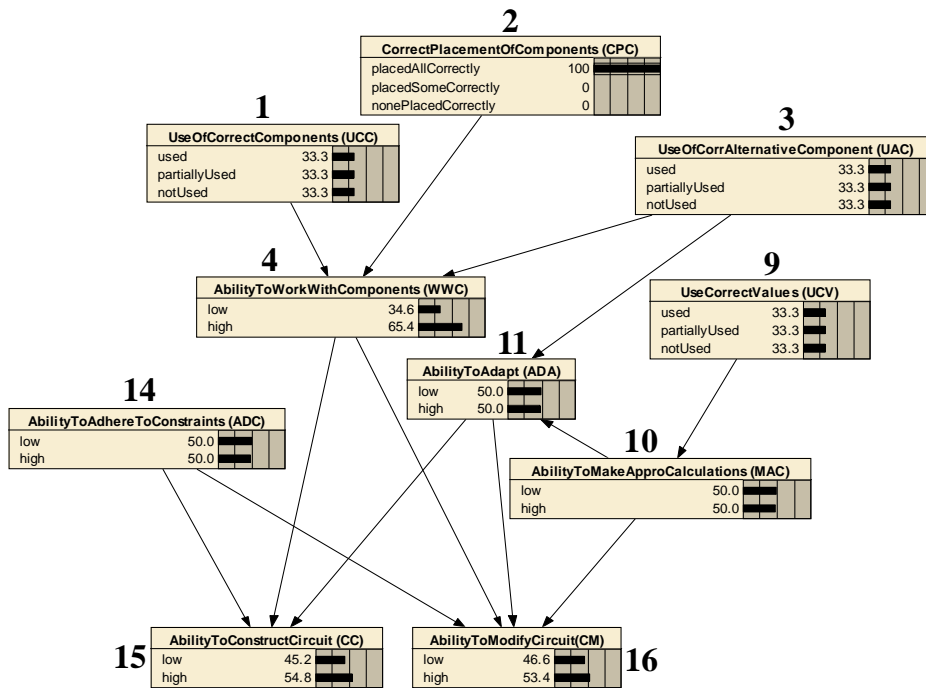 2
CorrectPlacementOfComponents (CPC)
placedAllCorrectly 100
placedSomeCorrectly 0
nonePlacedCorrectly 0
1
UseOfCorrectComponents (UCC)
used 33.3
partiallyUsed 33.3
notUsed 33.3
3
UseOfCorrAlternativeComponent (UAC)
used 33.3
partiallyUsed 33.3
notUsed 33.3
4
AbilityToWorkWithComponents (WWC)
low 34.6
high 65.4
9
UseCorrectValues (UCV)
used 33.3
partiallyUsed 33.3
notUsed 33.3
11
AbilityToAdapt (ADA)
low 50.0
high 50.0
14
AbilityToAdhereToConstraints (ADC)
low 50.0
high 50.0
10
AbilityToMakeApproCalculations (MAC)
low 50.0
high 50.0
15
AbilityToConstructCircuit (CC)
low 45.2
high 54.8
AbilityToModifyCircuit(CM)
low 46.6
high 53.4
16